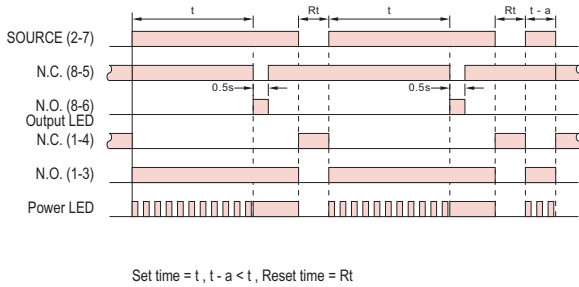 t Rt t Rt t - a
SOURCE (2-7)
N.C. (8-5)
0.5s 0.5s
N.O. (8-6)
Output LED
N.C. (1-4)
N.O. (1-3)
Power LED
Set time = t , t - a < t , Reset time = Rt